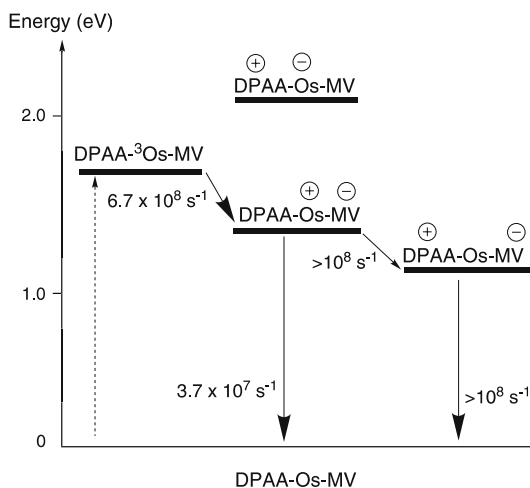 Energy (eV)
⊕ ⊖
DPAA-Os-MV
2.0
DPAA-³Os-MV
6.7 x 10⁸ s⁻¹
⊕ ⊖
DPAA-Os-MV
>10⁸ s⁻¹
⊕ ⊖
DPAA-Os-MV
1.0
3.7 x 10⁷ s⁻¹
>10⁸ s⁻¹
0
DPAA-Os-MV